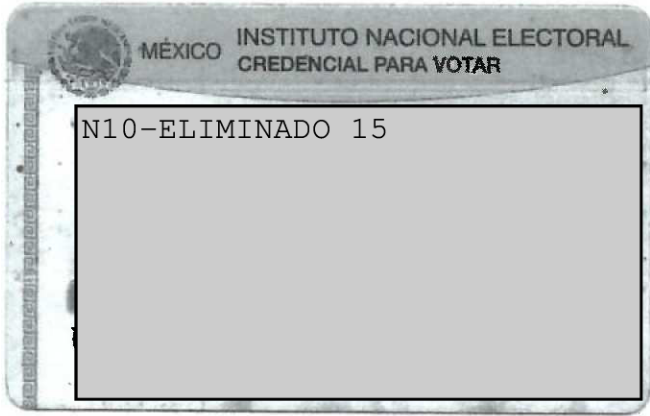 MÉXICO INSTITUTO NACIONAL ELECTORAL
CREDENCIAL PARA VOTAR
N10-ELIMINADO 15